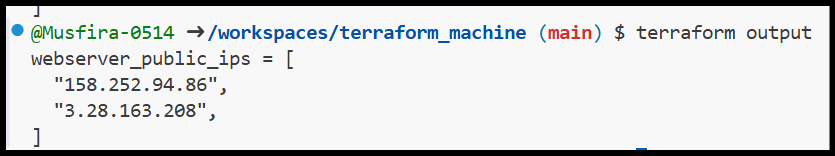 ]
@Musfira-0514 ➜/workspaces/terraform_machine (main) $ terraform output
webserver_public_ips = [
  "158.252.94.86",
  "3.28.163.208",
]